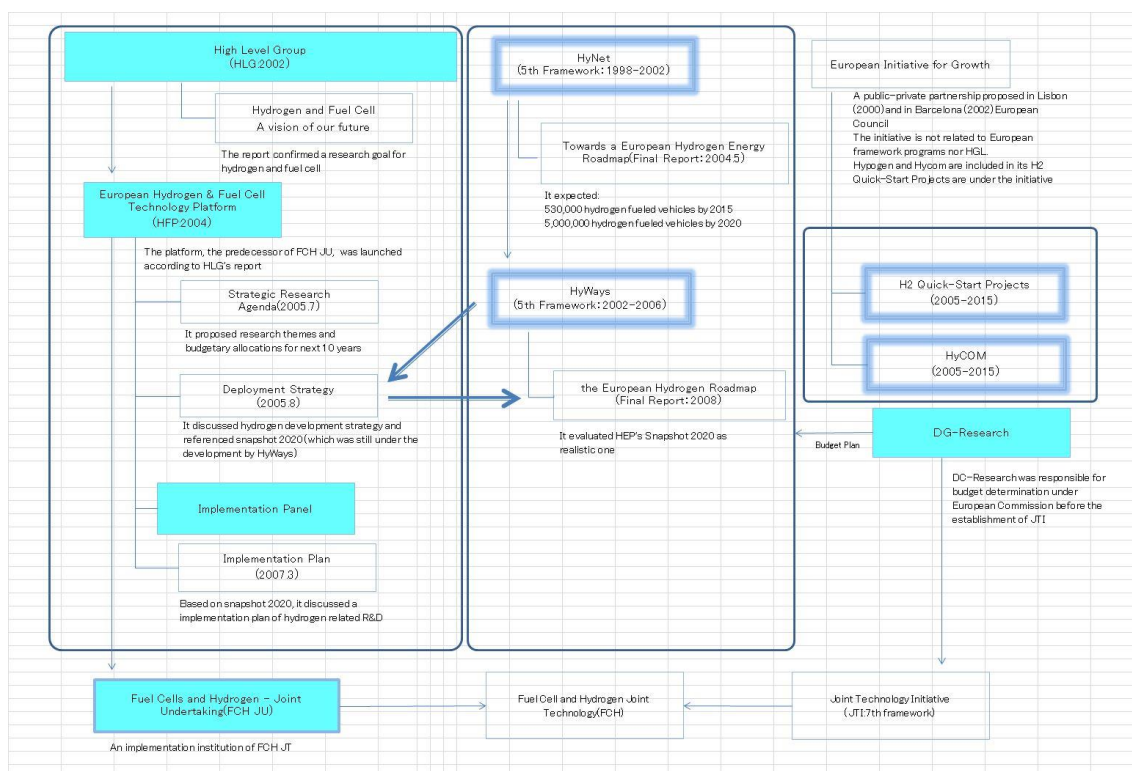 High Level Group
(HLG:2002)
Hydrogen and Fuel Cell
A vision of our future
The report confirmed a research goal for
hydrogen and fuel cell
European Hydrogen & Fuel Cell
Technology Platform
(HFP:2004)
The platform, the predecessor of FCH JU, was launched
according to HLG's report
Strategic Research
Agenda(2005.7)
It proposed research themes and
budgetary allocations for next 10 years
Deployment Strategy
(2005.8)
It discussed hydrogen development strategy and
referenced snapshot 2020(which was still under the
development by HyWays)
Implementation Panel
Implementation Plan
(2007.3)
Based on snapshot 2020, it discussed a
implementation plan of hydrogen related R&D
Fuel Cells and Hydrogen - Joint
Undertaking(FCH JU)
An implementation institution of FCH JT
HyNet
(5th Framework:1998-2002)
Towards a European Hydrogen Energy
Roadmap(Final Report:2004.5)
It expected:
530,000 hydrogen fueled vehicles by 2015
5,000,000 hydrogen fueled vehicles by 2020
HyWays
(5th Framework:2002-2006)
the European Hydrogen Roadmap
(Final Report:2008)
It evaluated HEP's Snapshot 2020 as
realistic one
Fuel Cell and Hydrogen Joint
Technology(FCH)
European Initiative for Growth
A public-private partnership proposed in Lisbon
(2000) and in Barcelona (2002) European
Council
The initiative is not related to European
framework programs nor HGL.
Hypogen and Hycom are included in its H2
Quick-Start Projects are under the initiative
H2 Quick-Start Projects
(2005-2015)
HyCOM
(2005-2015)
DG-Research
Budget Plan
DC-Research was responsible for
budget determination under
European Commission before the
establishment of JTI
Joint Technology Initiative
(JTI:7th framework)